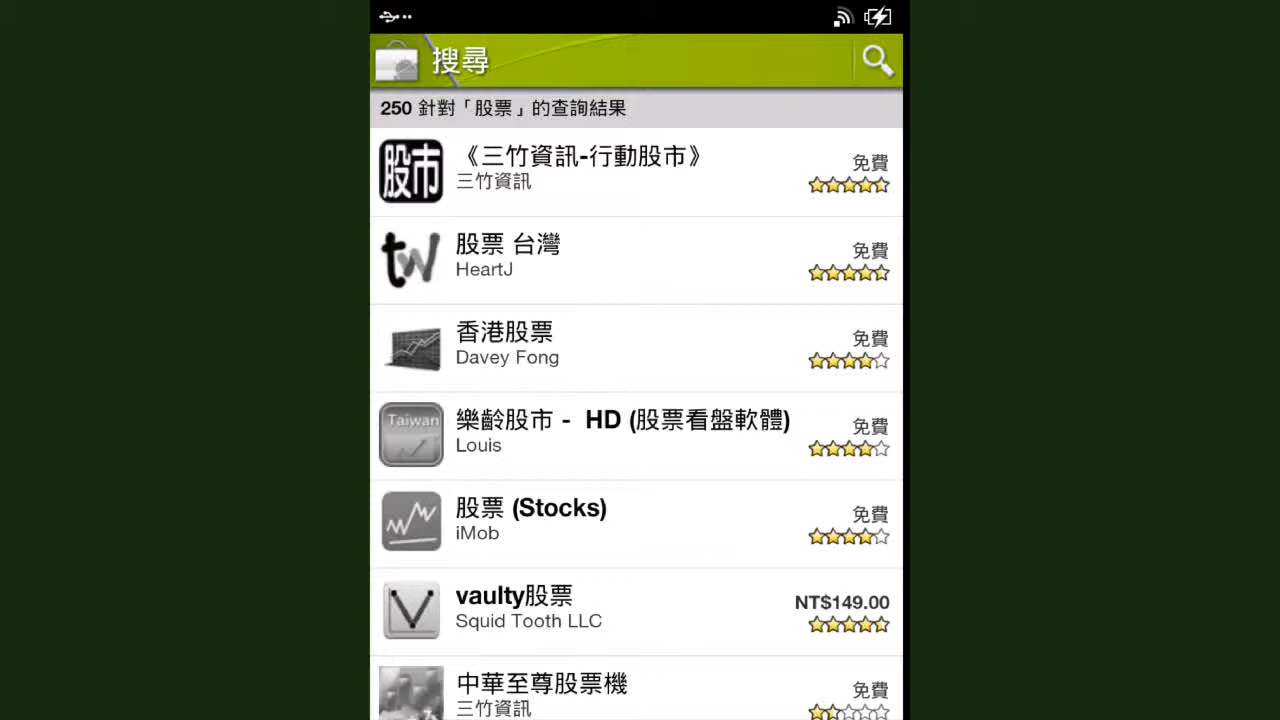 搜尋
250 針對「股票」的查詢結果
股市
《三竹資訊-行動股市》
免費
三竹資訊
tw
股票 台灣
免費
HeartJ
香港股票
免費
Davey Fong
Taiwan
樂齡股市 - HD (股票看盤軟體)
免費
Louis
股票 (Stocks)
免費
iMob
vaulty股票
NT$149.00
Squid Tooth LLC
中華至尊股票機
免費
三竹資訊